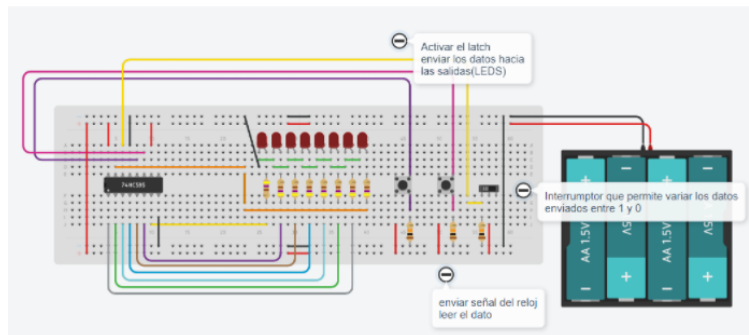 Activar el latch
enviar los datos hacia
las salidas(LEDS)
74HC595
Interruptor que permite variar los datos
enviados entre 1 y 0
AA 1.5V
AA 1.5V
enviar señal del reloj
leer el dato